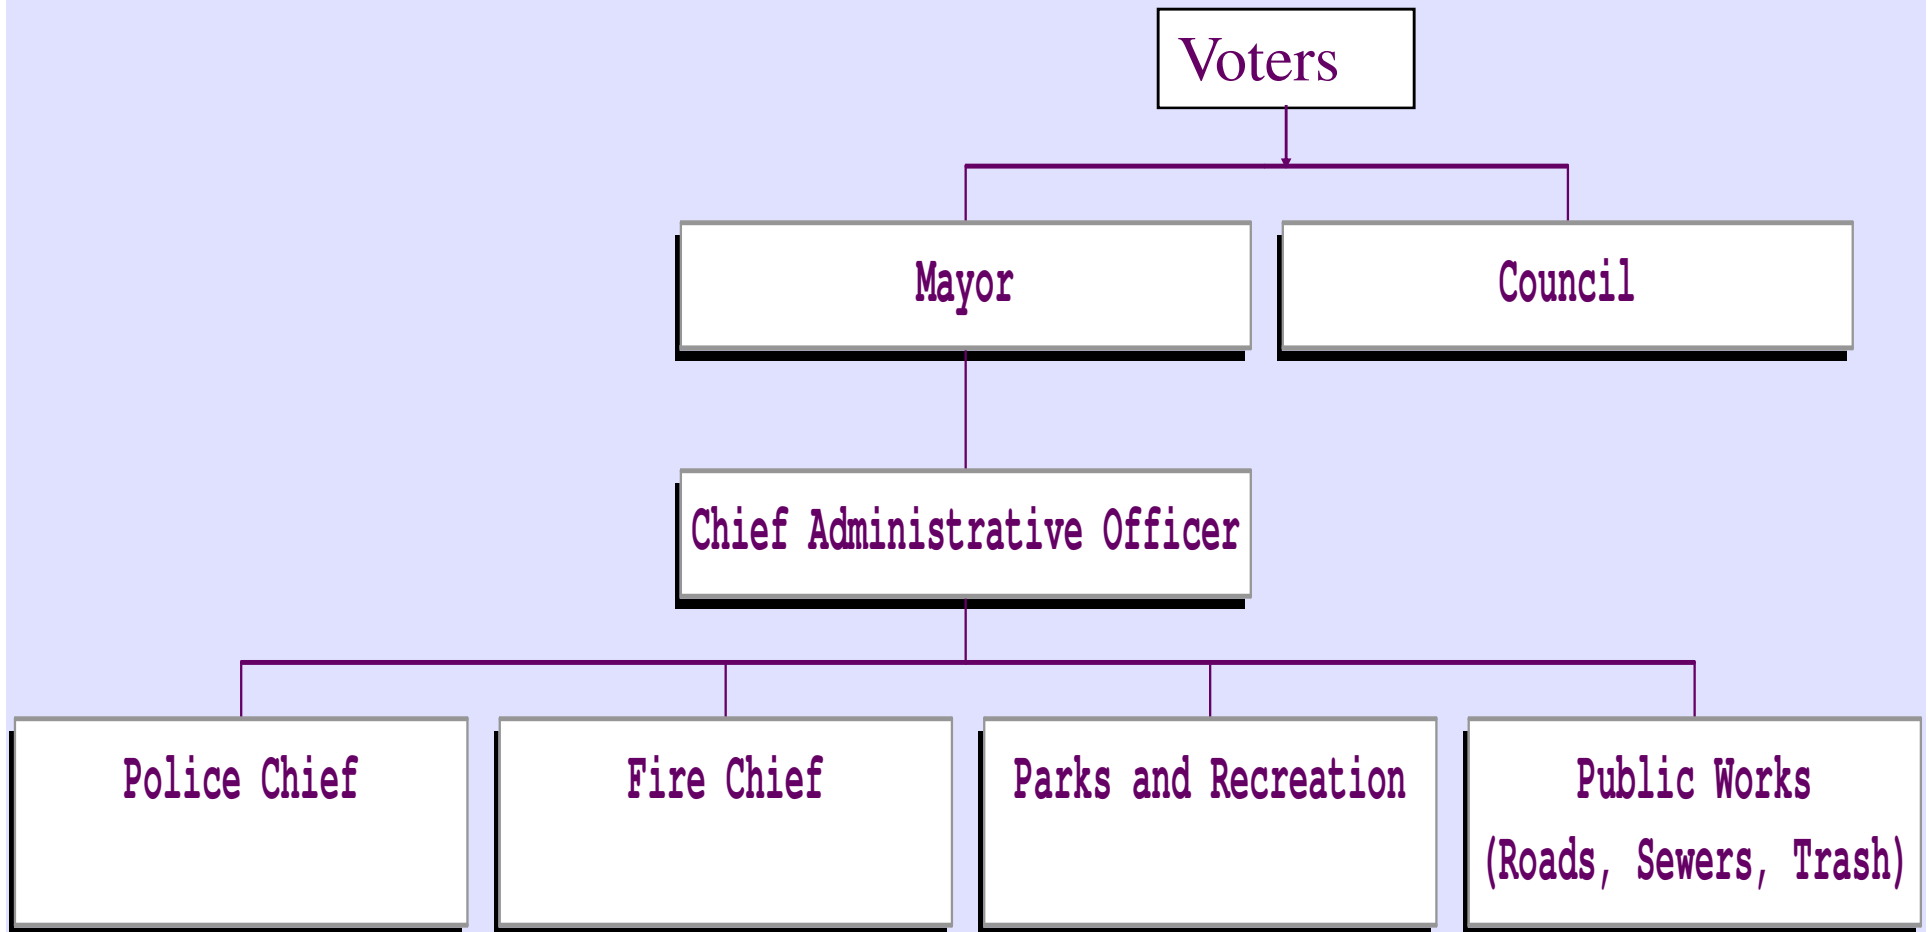 Voters
Mayor
Council
Chief Administrative Officer
Police Chief
Fire Chief
Parks and Recreation
Public Works
(Roads, Sewers, Trash)